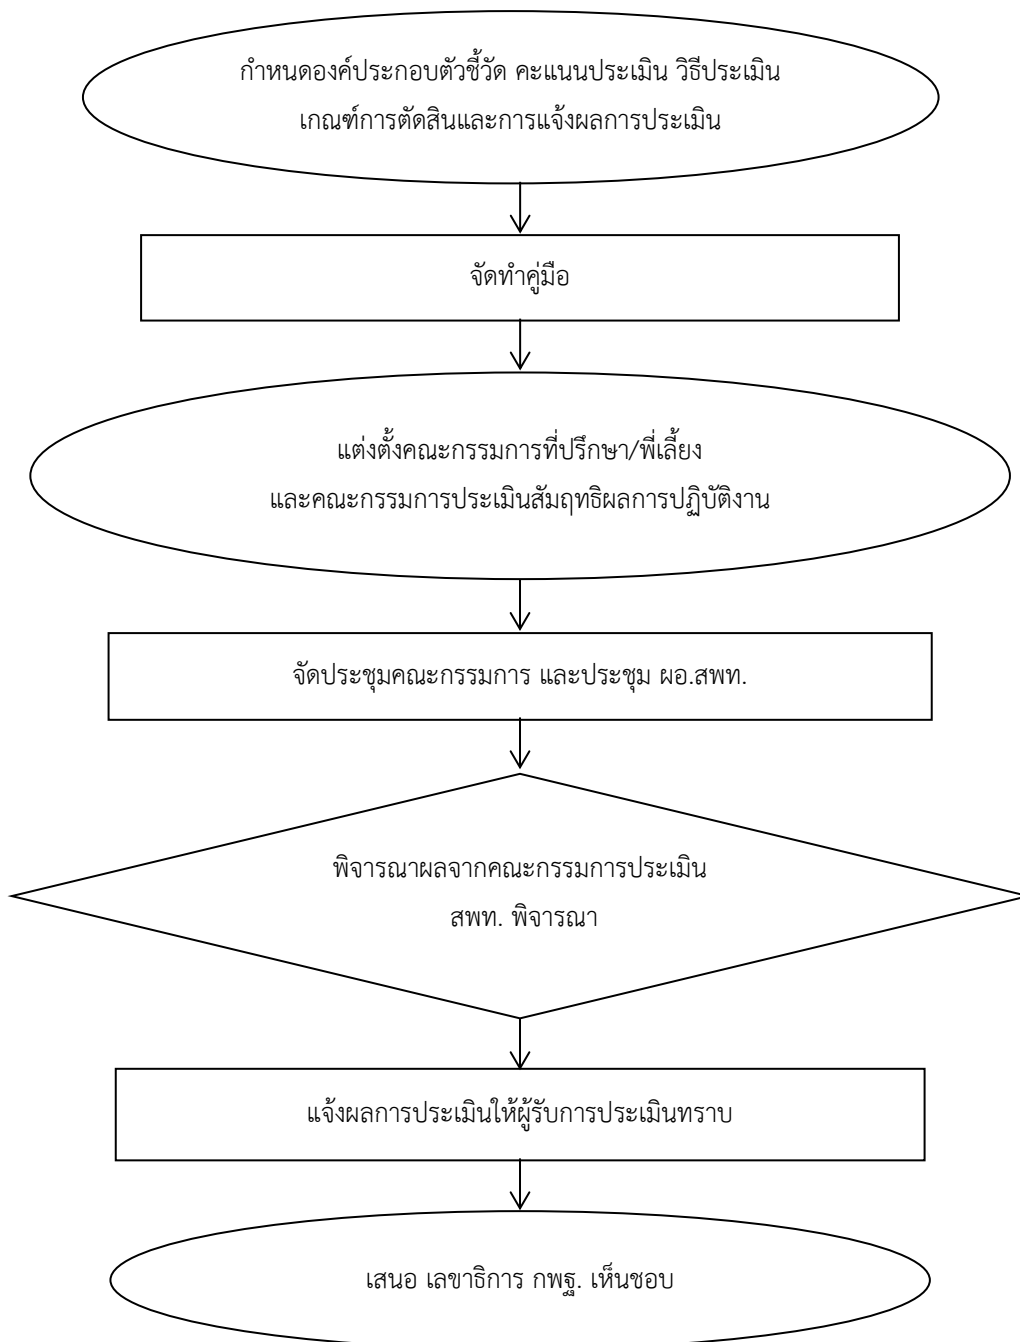 กำหนดองค์ประกอบตัวชี้วัด คะแนนประเมิน วิธีประเมิน
เกณฑ์การตัดสินและการแจ้งผลการประเมิน
จัดทำคู่มือ
แต่งตั้งคณะกรรมการที่ปรึกษา/พี่เลี้ยง
และคณะกรรมการประเมินสัมฤทธิผลการปฏิบัติงาน
จัดประชุมคณะกรรมการ และประชุม ผอ.สพท.
พิจารณาผลจากคณะกรรมการประเมิน
สพท. พิจารณา
แจ้งผลการประเมินให้ผู้รับการประเมินทราบ
เสนอ เลขาธิการ กพฐ. เห็นชอบ